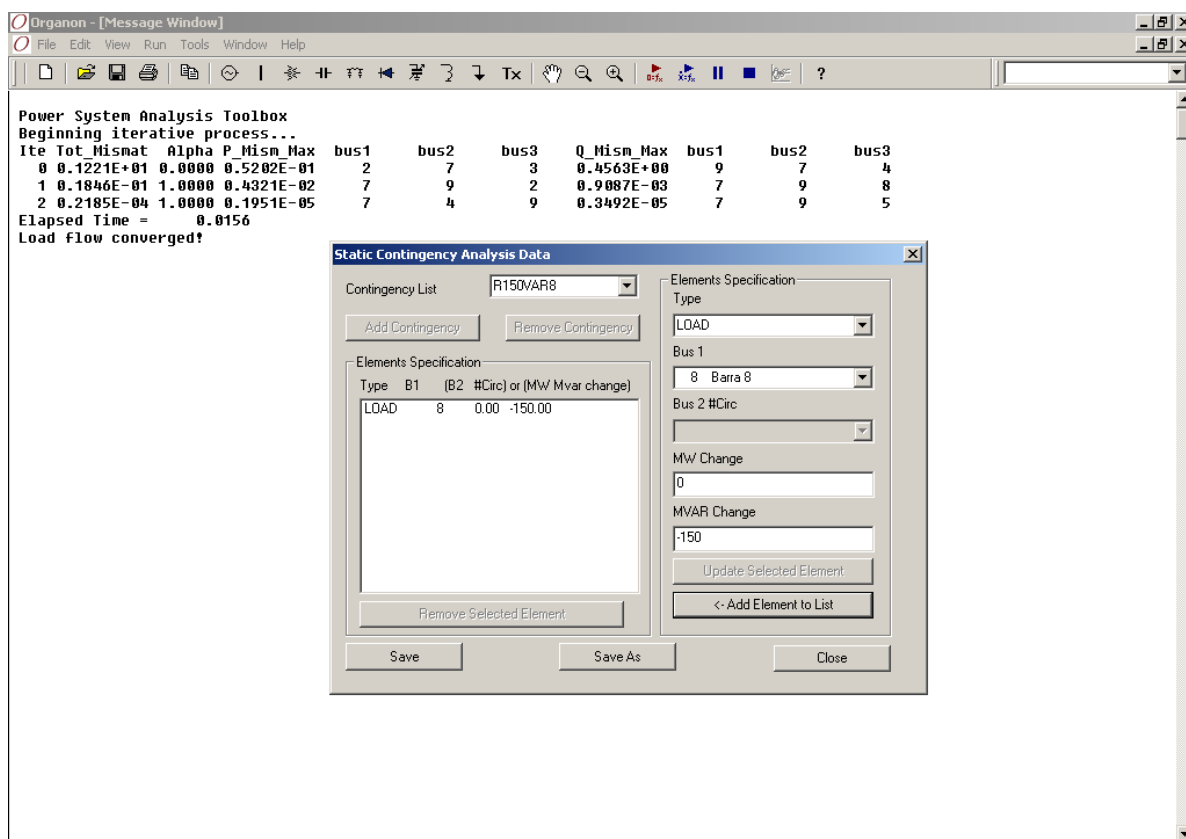 Organon - [Message Window]
File Edit View Run Tools Window Help
Tx ?
Power System Analysis Toolbox
Beginning iterative process...
Ite Tot_Mismat Alpha P_Mism_Max bus1 bus2 bus3 Q_Mism_Max bus1 bus2 bus3
0 0.1221E+01 0.0000 0.5202E-01 2 7 3 0.4563E+00 9 7 4
1 0.1846E-01 1.0000 0.4321E-02 7 9 2 0.9087E-03 7 9 8
2 0.2185E-04 1.0000 0.1951E-05 7 4 9 0.3492E-05 7 9 5
Elapsed Time = 0.0156
Load flow converged!
Static Contingency Analysis Data
Contingency List R150VAR8
Add Contingency Remove Contingency
Elements Specification
Type B1 (B2 #Circ) or (MW Mvar change)
LOAD 8 0.00 -150.00
Remove Selected Element
Elements Specification
Type
LOAD
Bus 1
8 Barra 8
Bus 2 #Circ
MW Change
0
MVAR Change
-150
Update Selected Element
<- Add Element to List
Save Save As Close